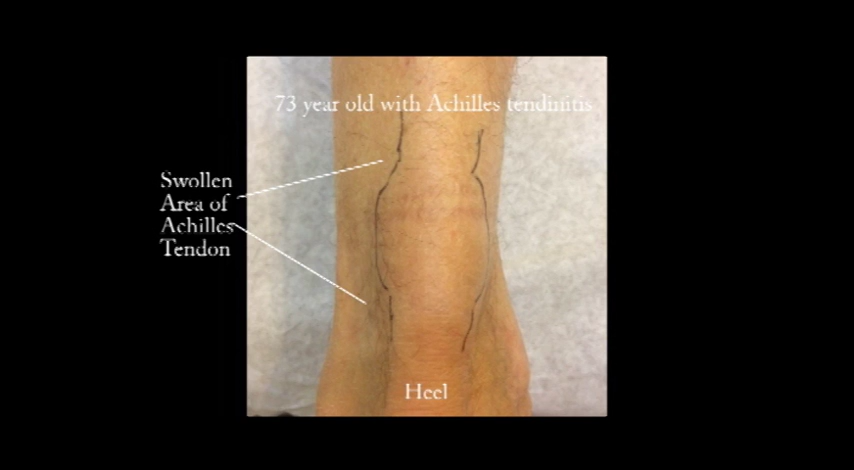 73 year old with Achilles tendinitis
Swollen
Area of
Achilles
Tendon
Heel